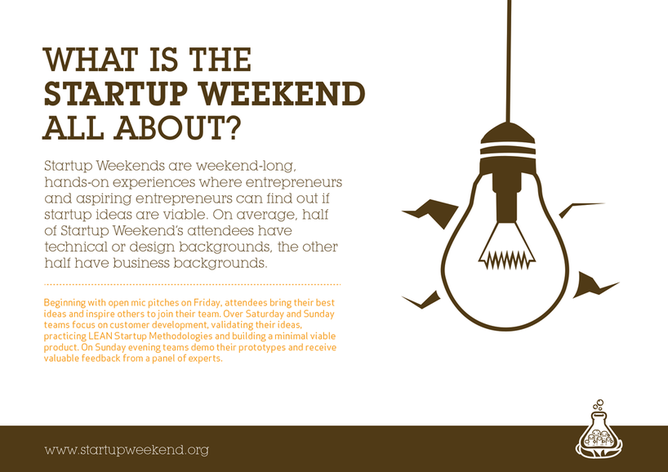 WHAT IS THE
STARTUP WEEKEND
ALL ABOUT?
Startup Weekends are weekend-long,
hands-on experiences where entrepreneurs
and aspiring entrepreneurs can find out if
startup ideas are viable. On average, half
of Startup Weekend's attendees have
technical or design backgrounds, the other
half have business backgrounds.
Beginning with open mic pitches on Friday, attendees bring their best
ideas and inspire others to join their team. Over Saturday and Sunday
teams focus on customer development, validating their ideas,
practicing LEAN Startup Methodologies and building a minimal viable
product. On Sunday evening teams demo their prototypes and receive
valuable feedback from a panel of experts.
www.startupweekend.org